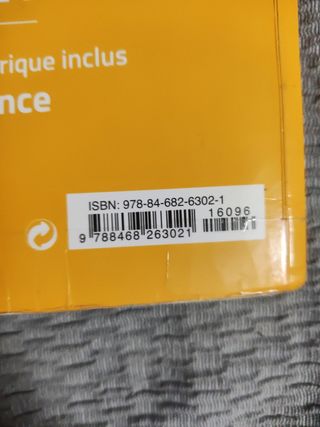 rique inclus
nce
ISBN: 978-84-682-6302-1
16096
9 788468 263021